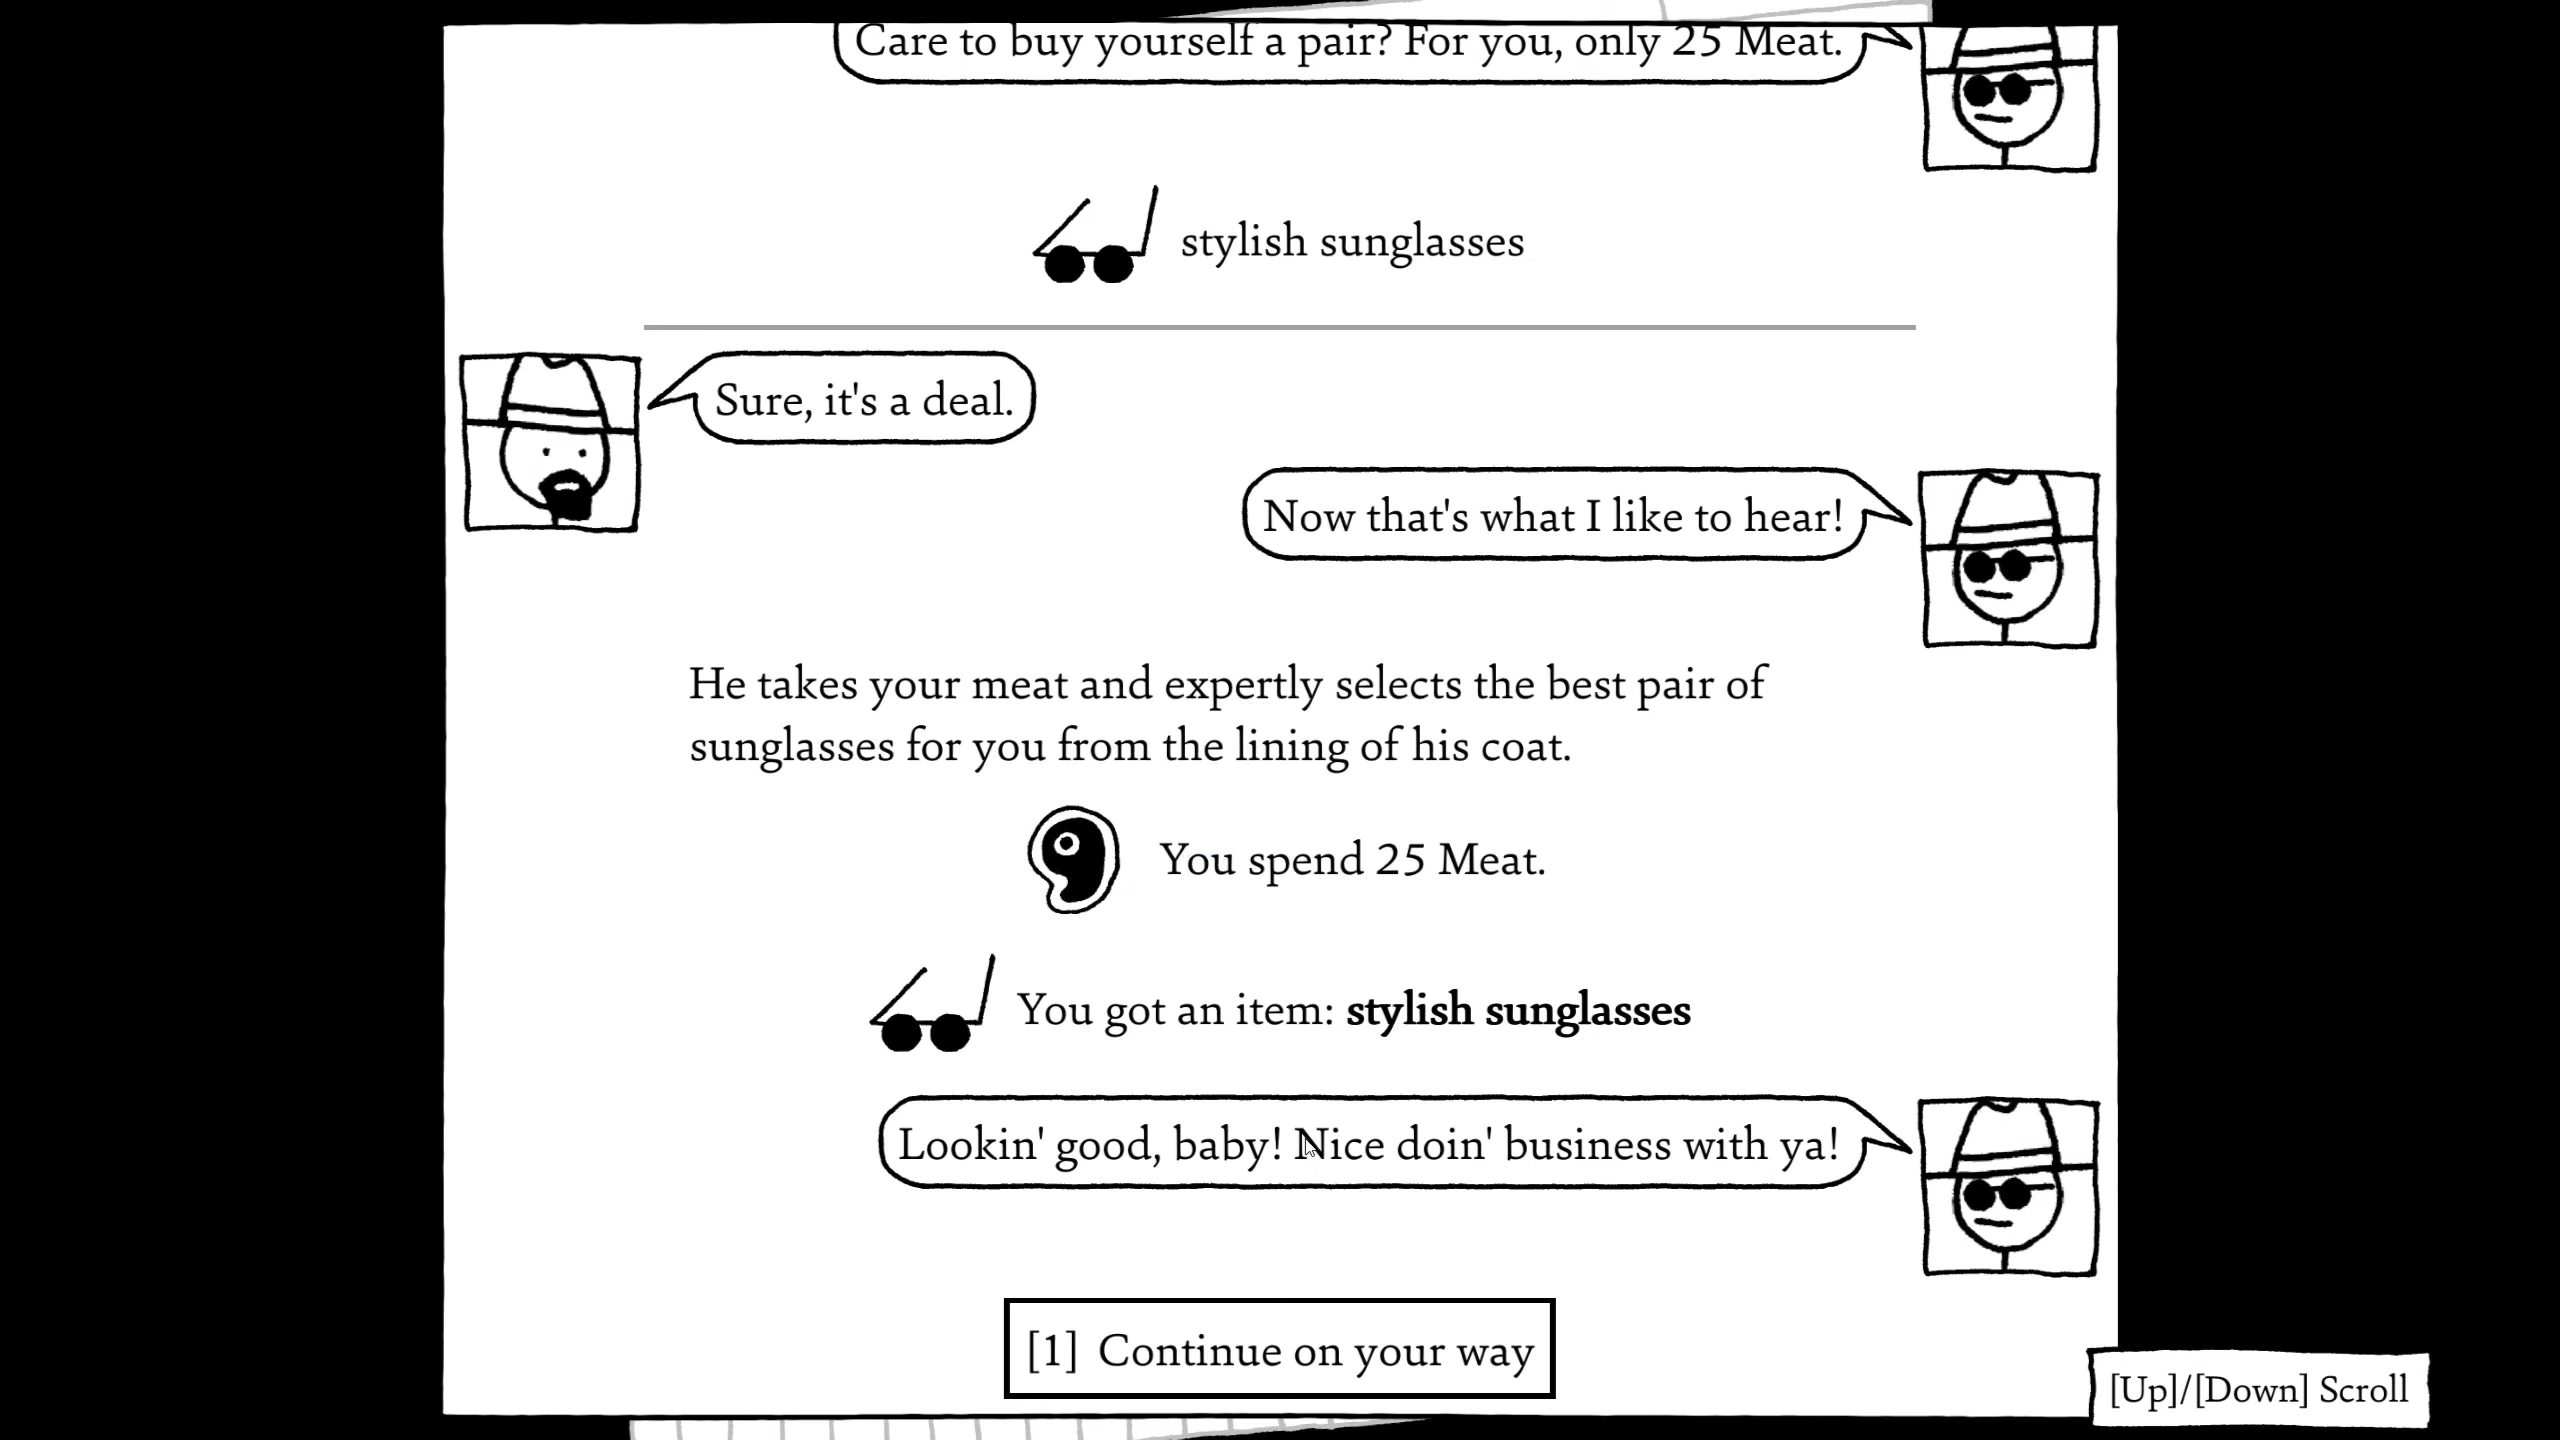 Care to buy yourself a pair? For you, only 25 Meat.
stylish sunglasses
Sure, it's a deal.
Now that's what I like to hear!
He takes your meat and expertly selects the best pair of
sunglasses for you from the lining of his coat.
You spend 25 Meat.
You got an item: stylish sunglasses
Lookin' good, baby! Nice doin' business with ya!
[1] Continue on your way
[Up]/[Down] Scroll